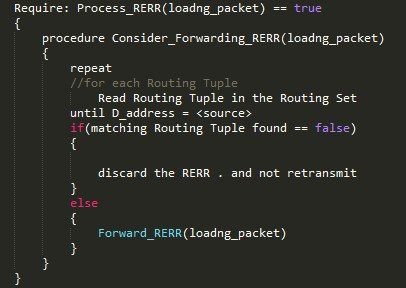 Require: Process_RERR(loadng_packet) == true
{
procedure Consider_Forwarding_RERR(loadng_packet)
{
repeat
//for each Routing Tuple
Read Routing Tuple in the Routing Set
until D_address = <source>
if(matching Routing Tuple found == false)
{
discard the RERR . and not retransmit
}
else
{
Forward_RERR(loadng_packet)
}
}
}